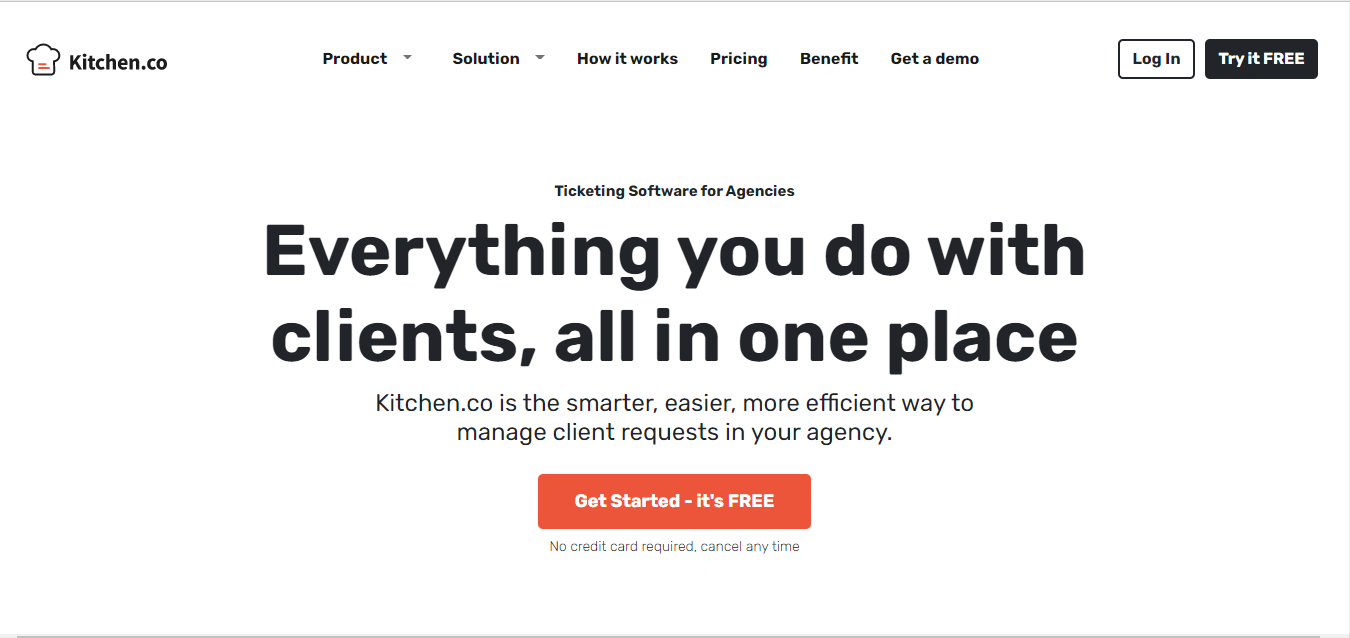 Kitchen.co
Product
Solution
How it works
Pricing
Benefit
Get a demo
Log In
Try it FREE
Ticketing Software for Agencies
Everything you do with
clients, all in one place
Kitchen.co is the smarter, easier, more efficient way to
manage client requests in your agency.
Get Started - it's FREE
No credit card required, cancel any time